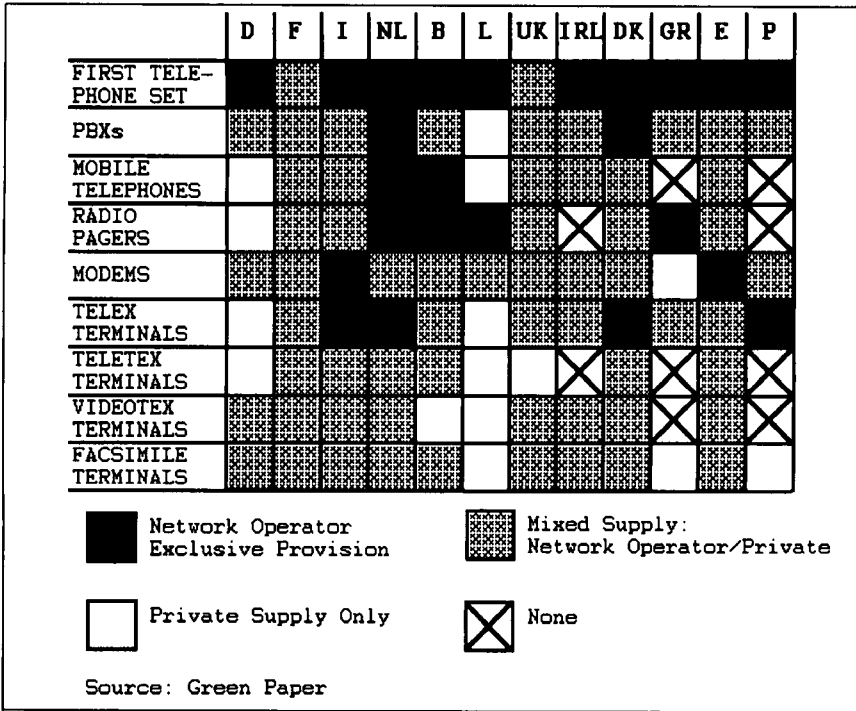 D F I NL B L UK IRL DK GR E P
FIRST TELE-
PHONE SET
PBXs
MOBILE
TELEPHONES
RADIO
PAGERS
MODEMS
TELEX
TERMINALS
TELETEX
TERMINALS
VIDEOTEX
TERMINALS
FACSIMILE
TERMINALS
Network Operator
Exclusive Provision
Mixed Supply:
Network Operator/Private
Private Supply Only
None
Source: Green Paper